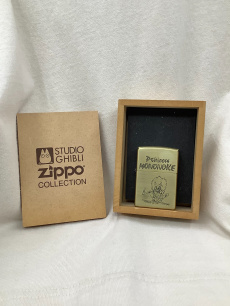 STUDIO
GHIBLI
zippo
COLLECTION
PRINCESS
MONONOKE